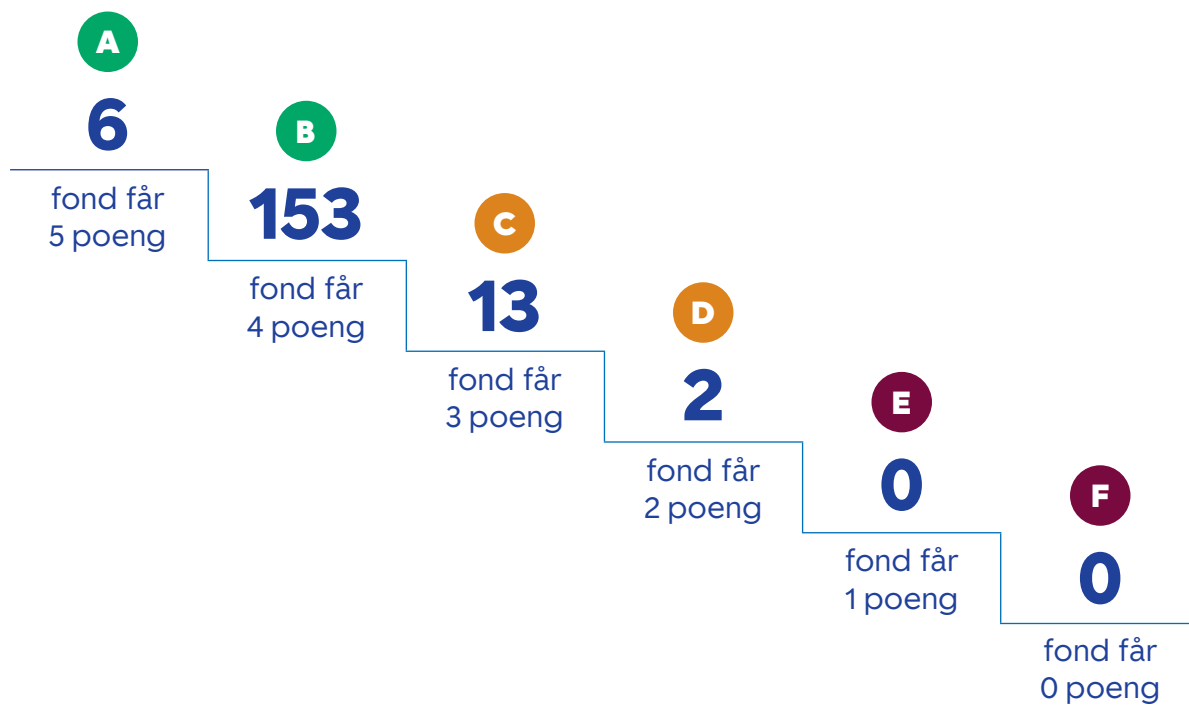 A
6
fond får
5 poeng
B
153
fond får
4 poeng
C
13
fond får
3 poeng
D
2
fond får
2 poeng
E
0
fond får
1 poeng
F
0
fond får
0 poeng